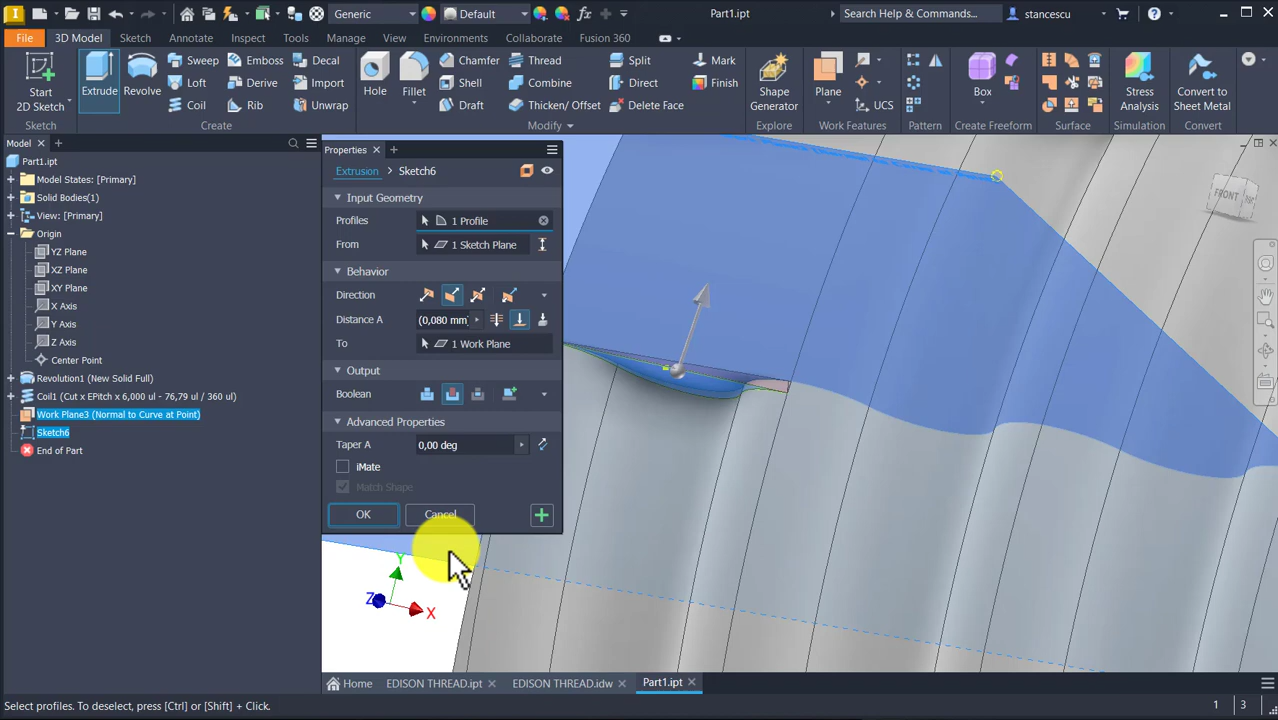 Generic
Default
Part1.ipt
Search Help & Commands...
stancescu
File
3D Model
Sketch
Annotate
Inspect
Tools
Manage
View
Environments
Collaborate
Fusion 360
Start
2D Sketch
Extrude
Revolve
Sweep
Emboss
Decal
Loft
Derive
Import
Coil
Rib
Unwrap
Hole
Fillet
Chamfer
Thread
Split
Mark
Shell
Combine
Direct
Finish
Draft
Thicken/ Offset
Delete Face
Shape
Generator
Plane
UCS
Box
Stress
Analysis
Convert to
Sheet Metal
Sketch
Create
Modify
Explore
Work Features
Pattern
Create Freeform
Surface
Simulation
Convert
Model
Part1.ipt
Model States: [Primary]
Solid Bodies(1)
View: [Primary]
Origin
YZ Plane
XZ Plane
XY Plane
X Axis
Y Axis
Z Axis
Center Point
Revolution1 (New Solid Full)
Coil1 (Cut x EPitch x 6,000 ul - 76,79 ul / 360 ul)
Work Plane3 (Normal to Curve at Point)
Sketch6
End of Part
Properties
Extrusion > Sketch6
Input Geometry
Profiles
1 Profile
From
1 Sketch Plane
Behavior
Direction
Distance A
(0,080 mm)
To
1 Work Plane
Output
Boolean
Advanced Properties
Taper A
0,00 deg
iMate
Match Shape
OK
Cancel
FRONT
Y
Z
X
Home
EDISON THREAD.ipt
EDISON THREAD.idw
Part1.ipt
Select profiles. To deselect, press [Ctrl] or [Shift] + Click.
1
3